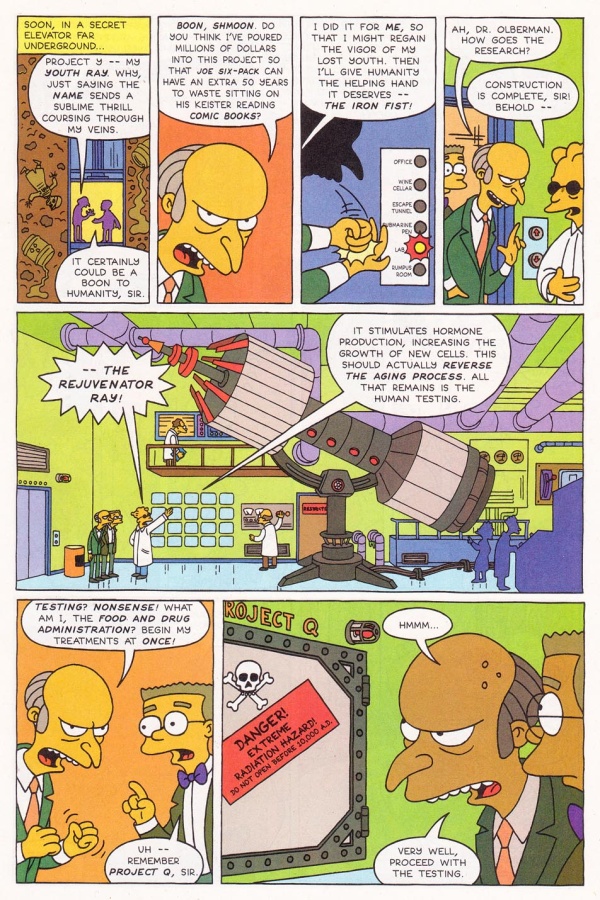 SOON, IN A SECRET
ELEVATOR FAR
UNDERGROUND...
PROJECT Y -- MY
YOUTH RAY. WHY,
JUST SAYING THE
NAME SENDS A
SUBLIME THRILL
COURSING THROUGH
MY VEINS.
IT CERTAINLY
COULD BE A
BOON TO
HUMANITY, SIR.
BOON, SHMOON. DO
YOU THINK I'VE POURED
MILLIONS OF DOLLARS
INTO THIS PROJECT SO
THAT JOE SIX-PACK CAN
HAVE AN EXTRA 50 YEARS
TO WASTE SITTING ON
HIS KEISTER READING
COMIC BOOKS?
I DID IT FOR ME, SO
THAT I MIGHT REGAIN
THE VIGOR OF MY
LOST YOUTH. THEN
I'LL GIVE HUMANITY
THE HELPING HAND
IT DESERVES --
THE IRON FIST!
OFFICE
WINE
CELLAR
ESCAPE
TUNNEL
SUBMARINE
PEN
LAB
RUMPUS
ROOM
AH, DR. OLBERMAN.
HOW GOES THE
RESEARCH?
CONSTRUCTION
IS COMPLETE, SIR!
BEHOLD --
-- THE
REJUVENATOR
RAY!
IT STIMULATES HORMONE
PRODUCTION, INCREASING THE
GROWTH OF NEW CELLS. THIS
SHOULD ACTUALLY REVERSE
THE AGING PROCESS. ALL
THAT REMAINS IS THE
HUMAN TESTING.
TESTING? NONSENSE! WHAT
AM I, THE FOOD AND DRUG
ADMINISTRATION? BEGIN MY
TREATMENTS AT ONCE!
UH --
REMEMBER
PROJECT Q, SIR.
ROJECT Q
DANGER!
EXTREME
RADIATION HAZARD!
DO NOT OPEN BEFORE 10,000 A.D.
HMMM...
VERY WELL,
PROCEED WITH
THE TESTING.